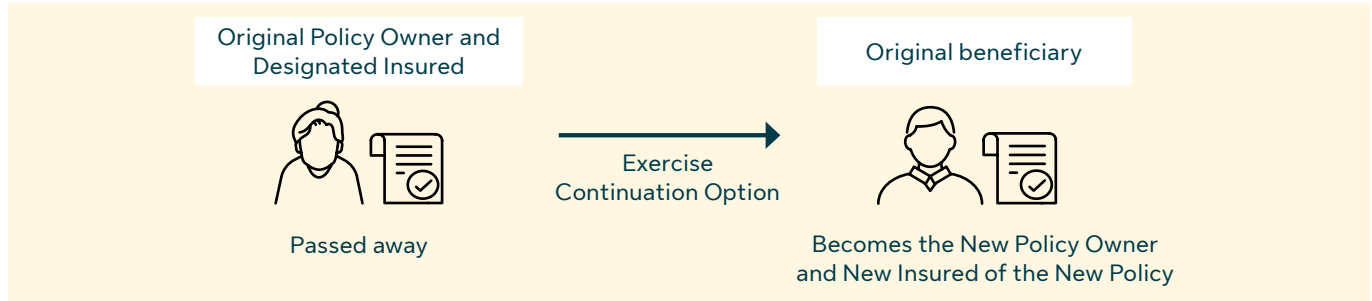 Original Policy Owner and
Designated Insured
Original beneficiary
Exercise
Continuation Option
Passed away
Becomes the New Policy Owner
and New Insured of the New Policy